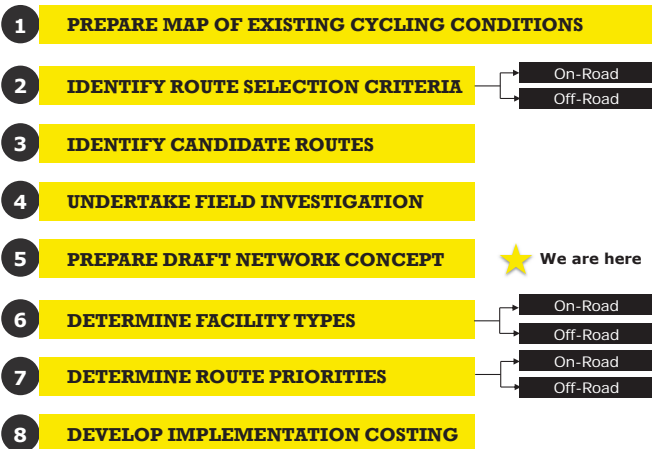 1 PREPARE MAP OF EXISTING CYCLING CONDITIONS
2 IDENTIFY ROUTE SELECTION CRITERIA
On-Road
Off-Road
3 IDENTIFY CANDIDATE ROUTES
4 UNDERTAKE FIELD INVESTIGATION
5 PREPARE DRAFT NETWORK CONCEPT We are here
6 DETERMINE FACILITY TYPES
On-Road
Off-Road
7 DETERMINE ROUTE PRIORITIES
On-Road
Off-Road
8 DEVELOP IMPLEMENTATION COSTING